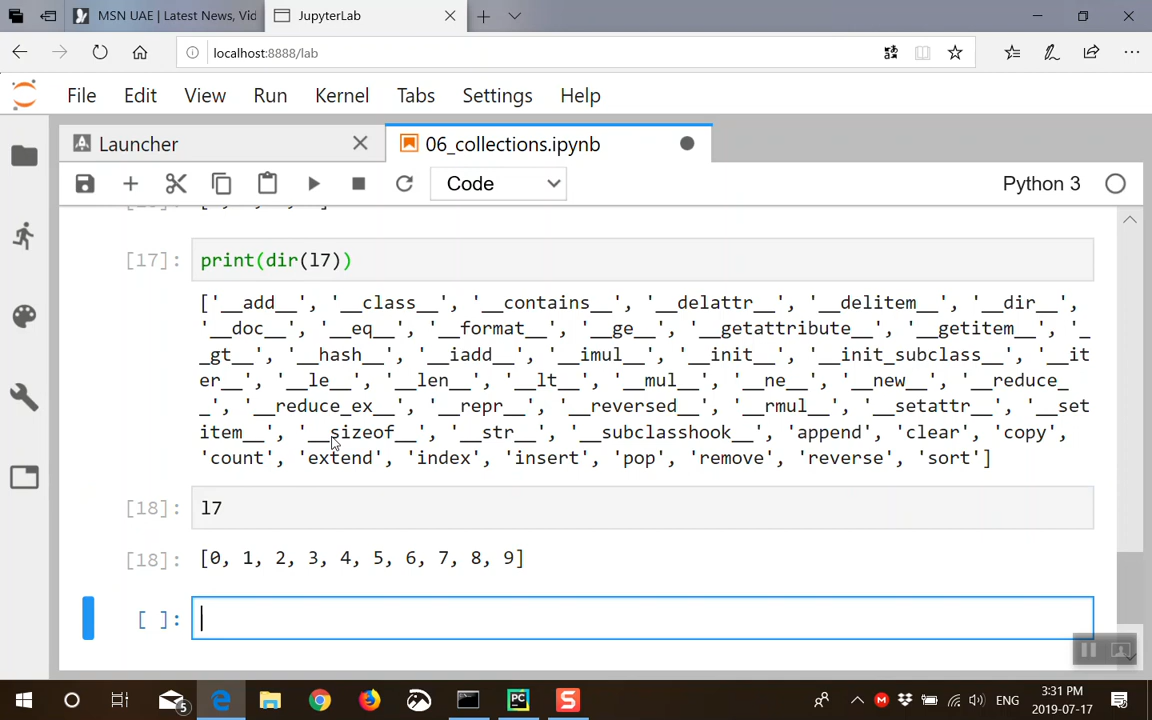 MSN UAE | Latest News, Vid
JupyterLab
localhost:8888/lab
File Edit View Run Kernel Tabs Settings Help
Launcher
06_collections.ipynb
Code
Python 3
[17]: print(dir(l7))
['__add__', '__class__', '__contains__', '__delattr__', '__delitem__', '__dir__',
'__doc__', '__eq__', '__format__', '__ge__', '__getattribute__', '__getitem__', '_
_gt__', '__hash__', '__iadd__', '__imul__', '__init__', '__init_subclass__', '__it
er__', '__le__', '__len__', '__lt__', '__mul__', '__ne__', '__new__', '__reduce_
_', '__reduce_ex__', '__repr__', '__reversed__', '__rmul__', '__setattr__', '__set
item__', '__sizeof__', '__str__', '__subclasshook__', 'append', 'clear', 'copy',
'count', 'extend', 'index', 'insert', 'pop', 'remove', 'reverse', 'sort']
[18]: l7
[18]: [0, 1, 2, 3, 4, 5, 6, 7, 8, 9]
[ ]:
5
PC
S
M
ENG
3:31 PM
2019-07-17